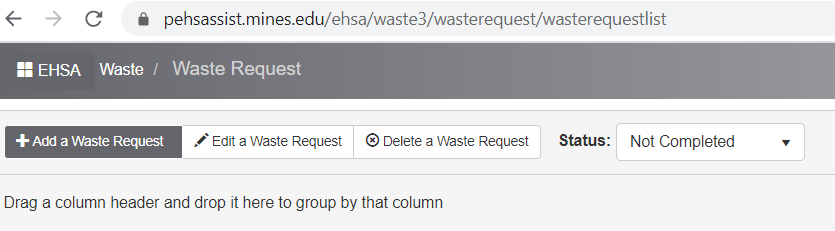 pehsassist.mines.edu/ehsa/waste3/wasterequest/wasterequestlist
EHSA Waste / Waste Request
Add a Waste Request Edit a Waste Request Delete a Waste Request Status: Not Completed
Drag a column header and drop it here to group by that column